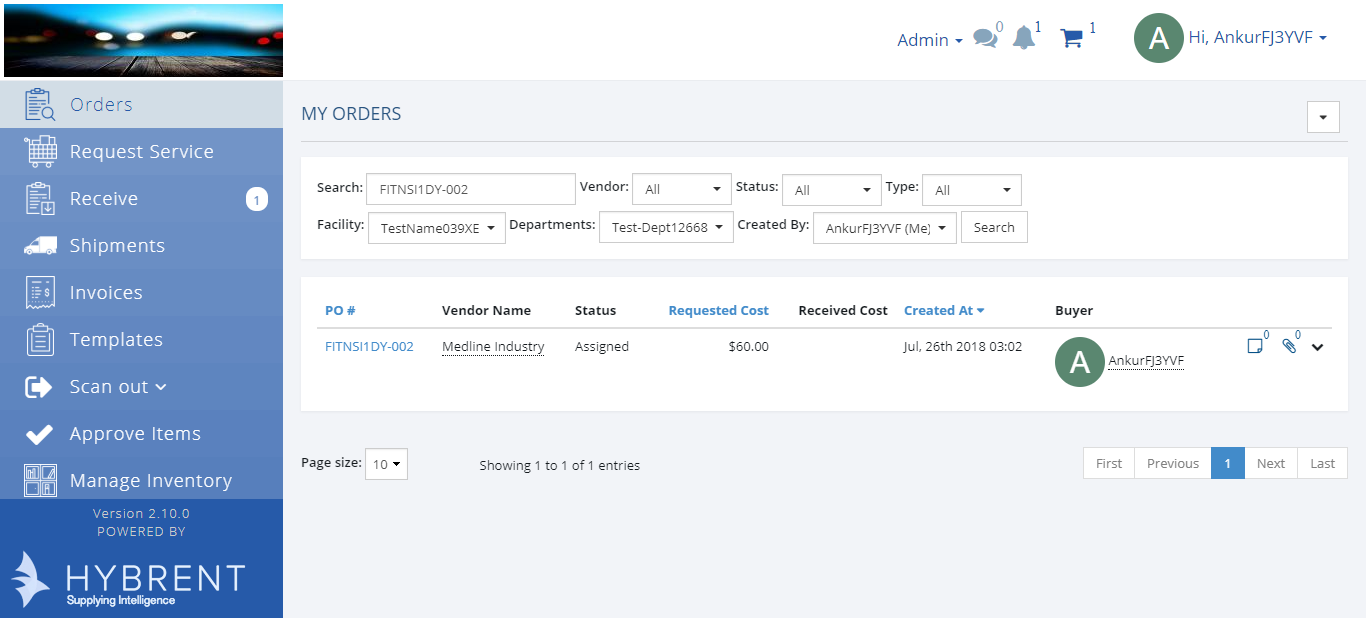 Admin 0 1 1 A Hi, AnkurFJ3YVF
Orders
Request Service
Receive 1
Shipments
Invoices
Templates
Scan out
Approve Items
Manage Inventory
Version 2.10.0
POWERED BY
HYBRENT
Supplying Intelligence
MY ORDERS
Search: FITNSI1DY-002 Vendor: All Status: All Type: All
Facility: TestName039XE Departments: Test-Dept12668 Created By: AnkurFJ3YVF (Me) Search
PO # Vendor Name Status Requested Cost Received Cost Created At Buyer
FITNSI1DY-002 Medline Industry Assigned $60.00 Jul, 26th 2018 03:02 A AnkurFJ3YVF 0 0
Page size: 10 Showing 1 to 1 of 1 entries First Previous 1 Next Last